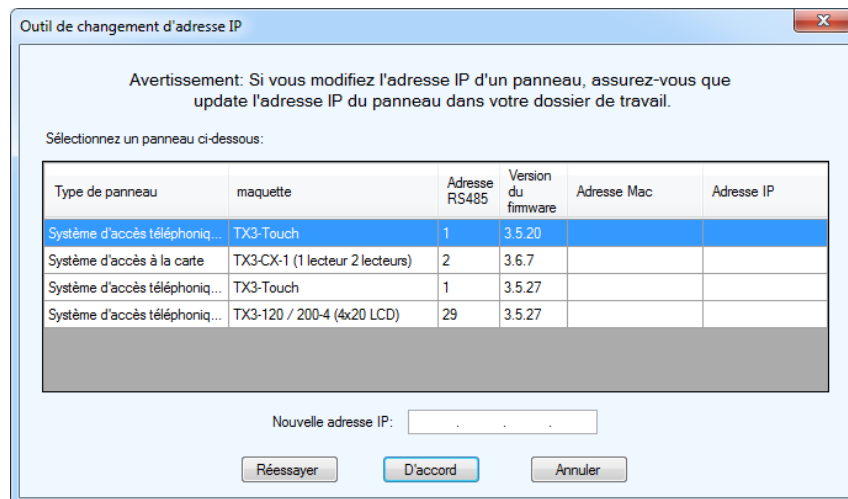 Outil de changement d'adresse IP
Avertissement: Si vous modifiez l'adresse IP d'un panneau, assurez-vous que
update l'adresse IP du panneau dans votre dossier de travail.
Sélectionnez un panneau ci-dessous:
Type de panneau maquette Adresse RS485 Version du firmware Adresse Mac Adresse IP
Système d'accès téléphoniq... TX3-Touch 1 3.5.20
Système d'accès à la carte TX3-CX-1 (1 lecteur 2 lecteurs) 2 3.6.7
Système d'accès téléphoniq... TX3-Touch 1 3.5.27
Système d'accès téléphoniq... TX3-120 / 200-4 (4x20 LCD) 29 3.5.27
Nouvelle adresse IP: . . .
Réessayer D'accord Annuler